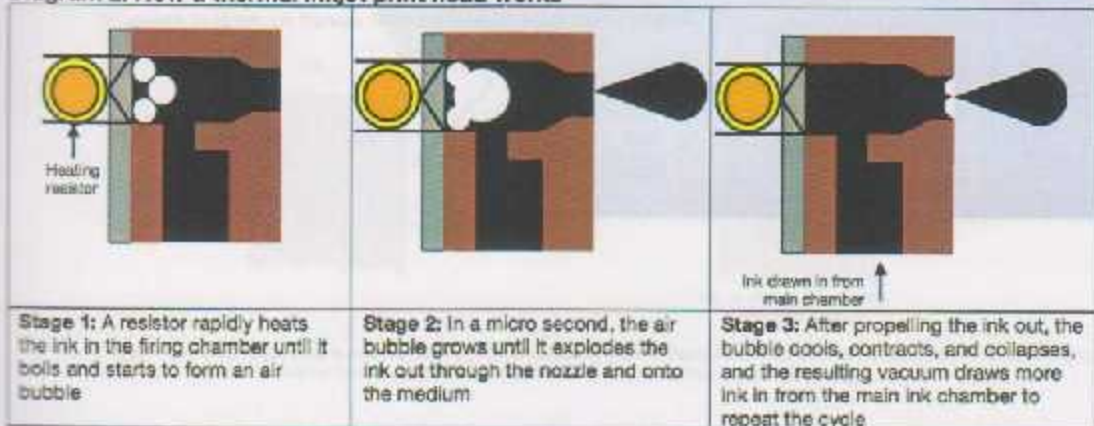 Heating
resistor
Ink drawn in from
main chamber
Stage 1: A resistor rapidly heats
the ink in the firing chamber until it
boils and starts to form an air
bubble
Stage 2: In a micro second, the air
bubble grows until it explodes the
ink out through the nozzle and onto
the medium
Stage 3: After propelling the ink out, the
bubble cools, contracts, and collapses,
and the resulting vacuum draws more
ink in from the main ink chamber to
repeat the cycle